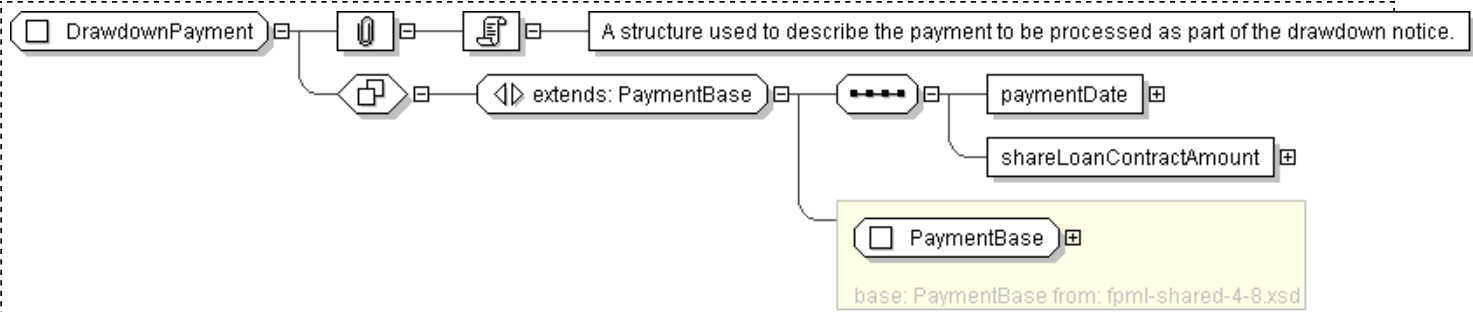 DrawdownPayment
A structure used to describe the payment to be processed as part of the drawdown notice.
extends: PaymentBase
paymentDate
shareLoanContractAmount
PaymentBase
base: PaymentBase from: fpml-shared-4-8.xsd